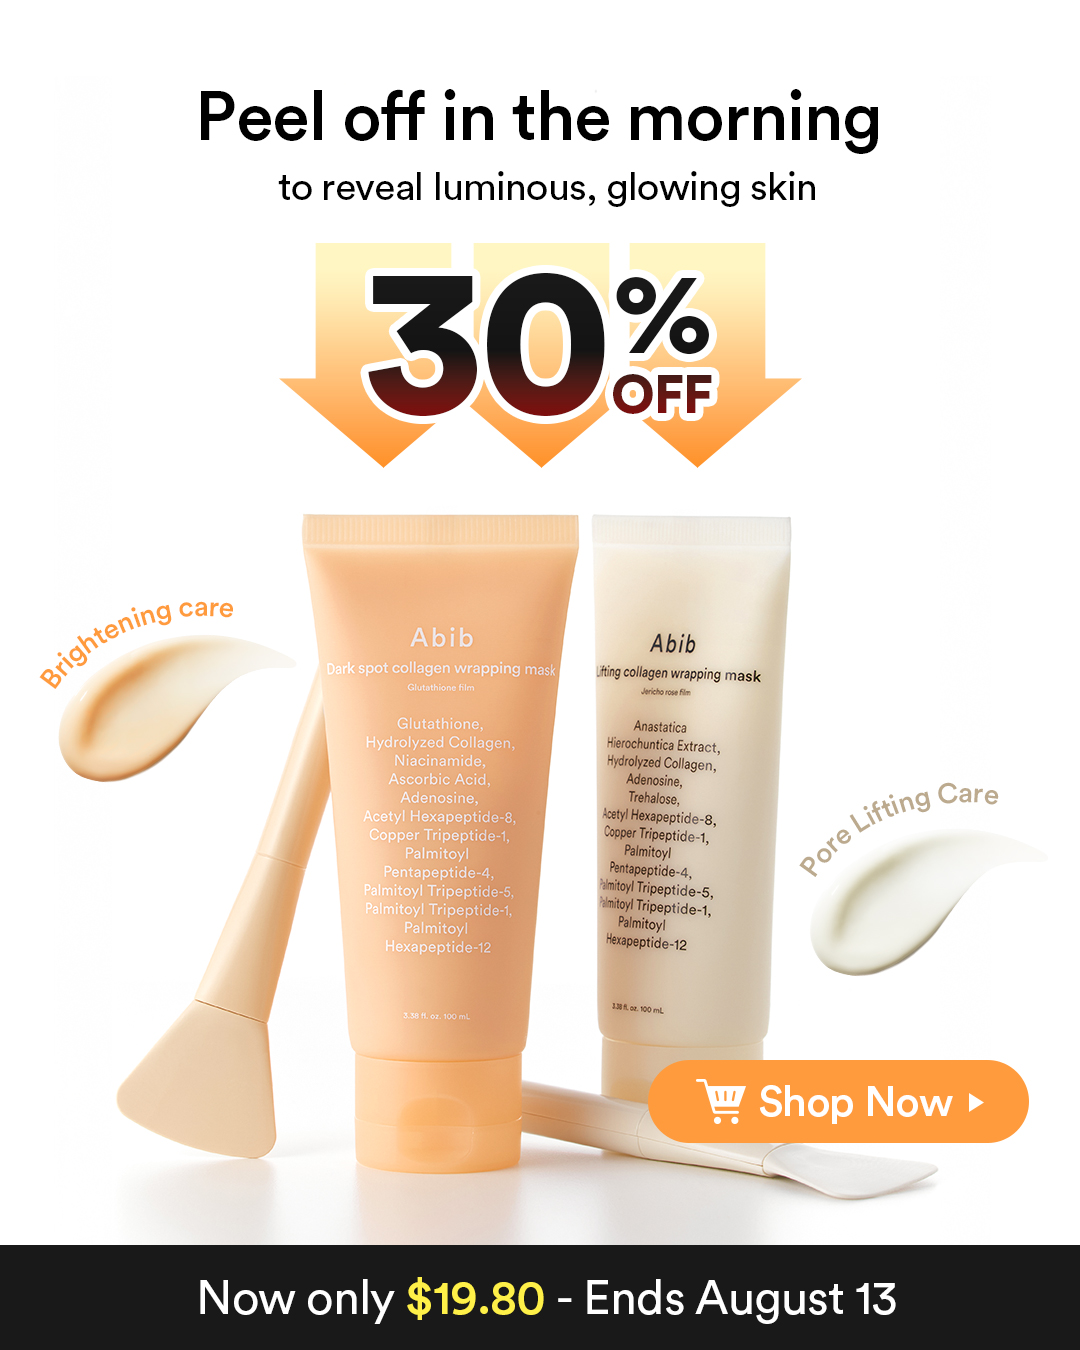 Peel off in the morning
to reveal luminous, glowing skin
30%
OFF
Brightening care
Abib
Dark spot collagen wrapping mask
Glutathione film
Glutathione,
Hydrolyzed Collagen,
Niacinamide,
Ascorbic Acid,
Adenosine,
Acetyl Hexapeptide-8,
Copper Tripeptide-1,
Palmitoyl
Pentapeptide-4,
Palmitoyl Tripeptide-5,
Palmitoyl Tripeptide-1,
Palmitoyl
Hexapeptide-12
3.38 fl. oz. 100 mL
Abib
Lifting collagen wrapping mask
Jericho rose film
Anastatica
Hierochuntica Extract,
Hydrolyzed Collagen,
Adenosine,
Trehalose,
Acetyl Hexapeptide-8,
Copper Tripeptide-1,
Palmitoyl
Pentapeptide-4,
Palmitoyl Tripeptide-5,
Palmitoyl Tripeptide-1,
Palmitoyl
Hexapeptide-12
3.38 fl. oz. 100 mL
Pore Lifting Care
Shop Now
Now only $19.80 - Ends August 13